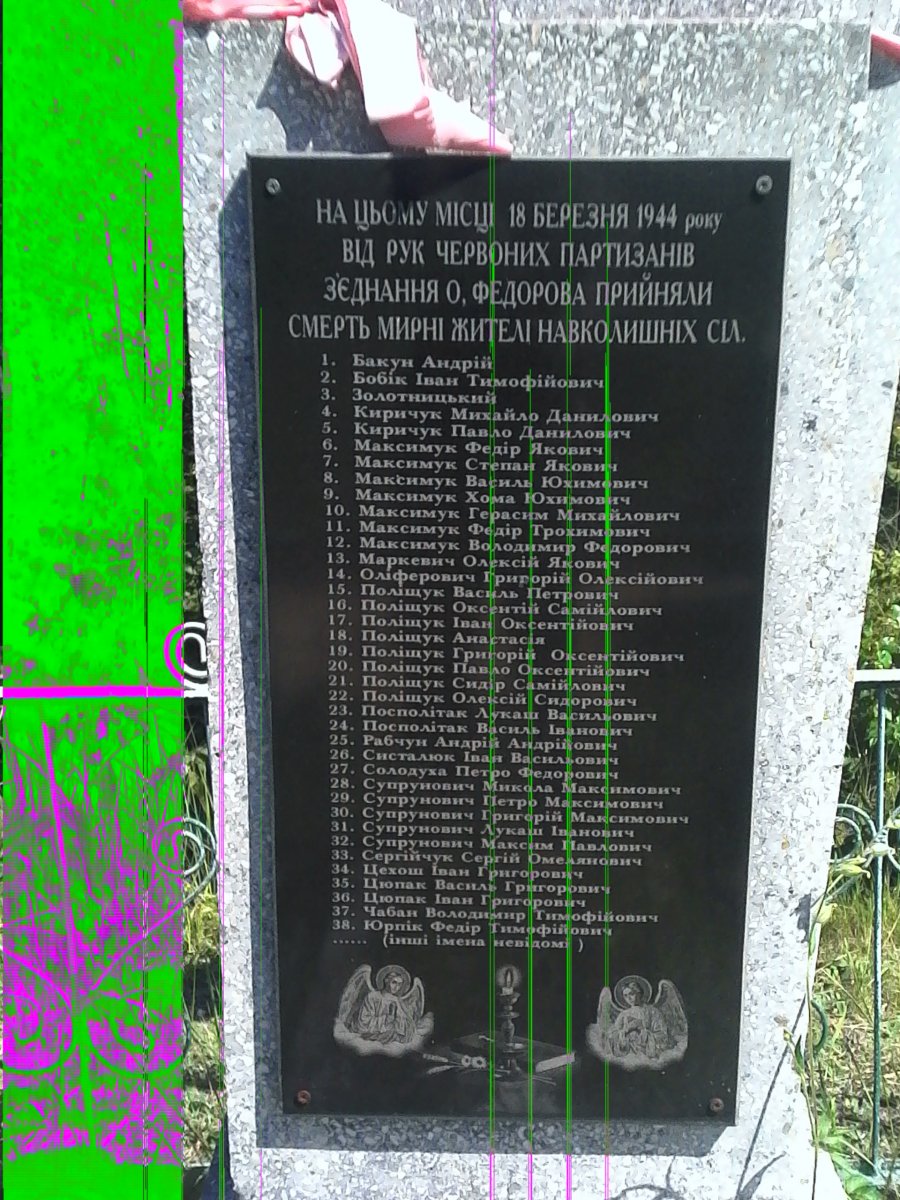 НА ЦЬОМУ МІСЦІ 18 БЕРЕЗНЯ 1944 року
ВІД РУК ЧЕРВОНИХ ПАРТИЗАНІВ
З'ЄДНАННЯ О, ФЕДОРОВА ПРИЙНЯЛИ
СМЕРТЬ МИРНІ ЖИТЕЛІ НАВКОЛИШНІХ СІЛ.
1. Бакун Андрій
2. Бобік Іван Тимофійович
3. Золотницький
4. Киричук Михайло Данилович
5. Киричук Павло Данилович
6. Максимук Федір Якович
7. Максимук Степан Якович
8. Максимук Василь Юхимович
9. Максимук Хома Юхимович
10. Максимук Герасим Михайлович
11. Максимук Федір Трохимович
12. Максимук Володимир Федорович
13. Маркевич Олексій Якович
14. Оліферович Григорій Олексійович
15. Поліщук Василь Петрович
16. Поліщук Оксентій Самійлович
17. Поліщук Іван Оксентійович
18. Поліщук Анастасія
19. Поліщук Григорій Оксентійович
20. Поліщук Павло Оксентійович
21. Поліщук Сидір Самійлович
22. Поліщук Олексій Сидорович
23. Посполітак Лукаш Васильович
24. Посполітак Василь Іванович
25. Рабчун Андрій Андрійович
26. Систалюк Іван Васильович
27. Солодуха Петро Федорович
28. Супрунович Микола Максимович
29. Супрунович Петро Максимович
30. Супрунович Григорій Максимович
31. Супрунович Лукаш Іванович
32. Супрунович Максим Павлович
33. Сергійчук Сергій Омелянович
34. Цехош Іван Григорович
35. Цюпак Василь Григорович
36. Цюпак Іван Григорович
37. Чабан Володимир Тимофійович
38. Юрпік Федір Тимофійович
...... (інші імена невідомі )